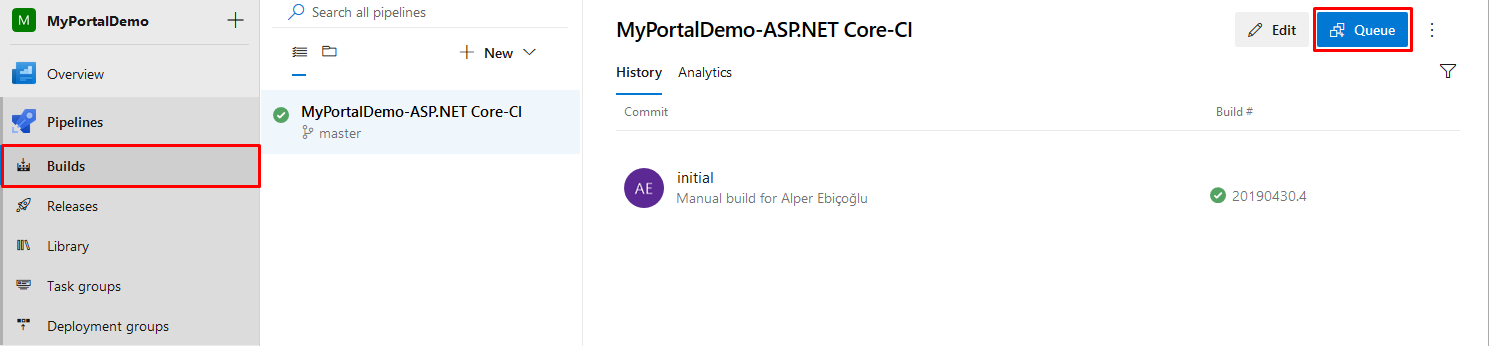 M MyPortalDemo
Overview
Pipelines
Builds
Releases
Library
Task groups
Deployment groups
Search all pipelines
New
MyPortalDemo-ASP.NET Core-CI
master
MyPortalDemo-ASP.NET Core-CI
Edit
Queue
History Analytics
Commit Build #
AE
initial
Manual build for Alper Ebiçoğlu
20190430.4